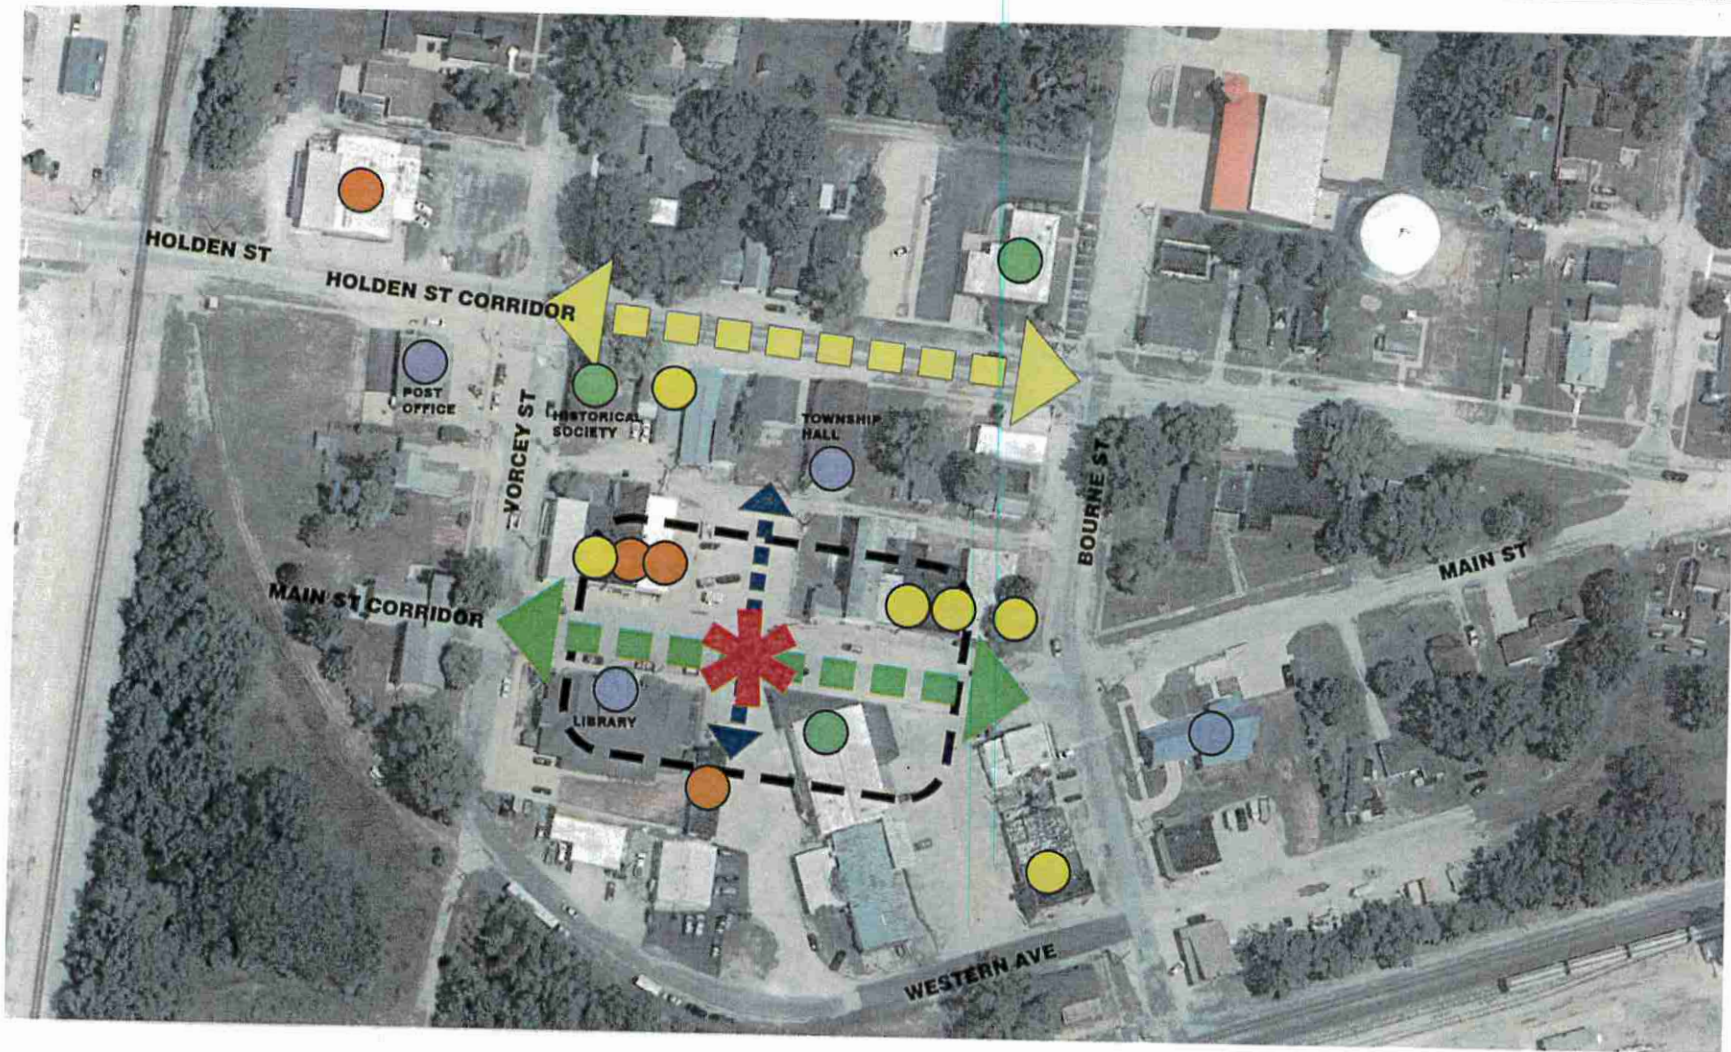 HOLDEN ST
HOLDEN ST CORRIDOR
POST
OFFICE
HISTORICAL
SOCIETY
VORCEY ST
TOWNSHIP
HALL
BOURNE ST
MAIN ST
MAIN ST CORRIDOR
LIBRARY
WESTERN AVE